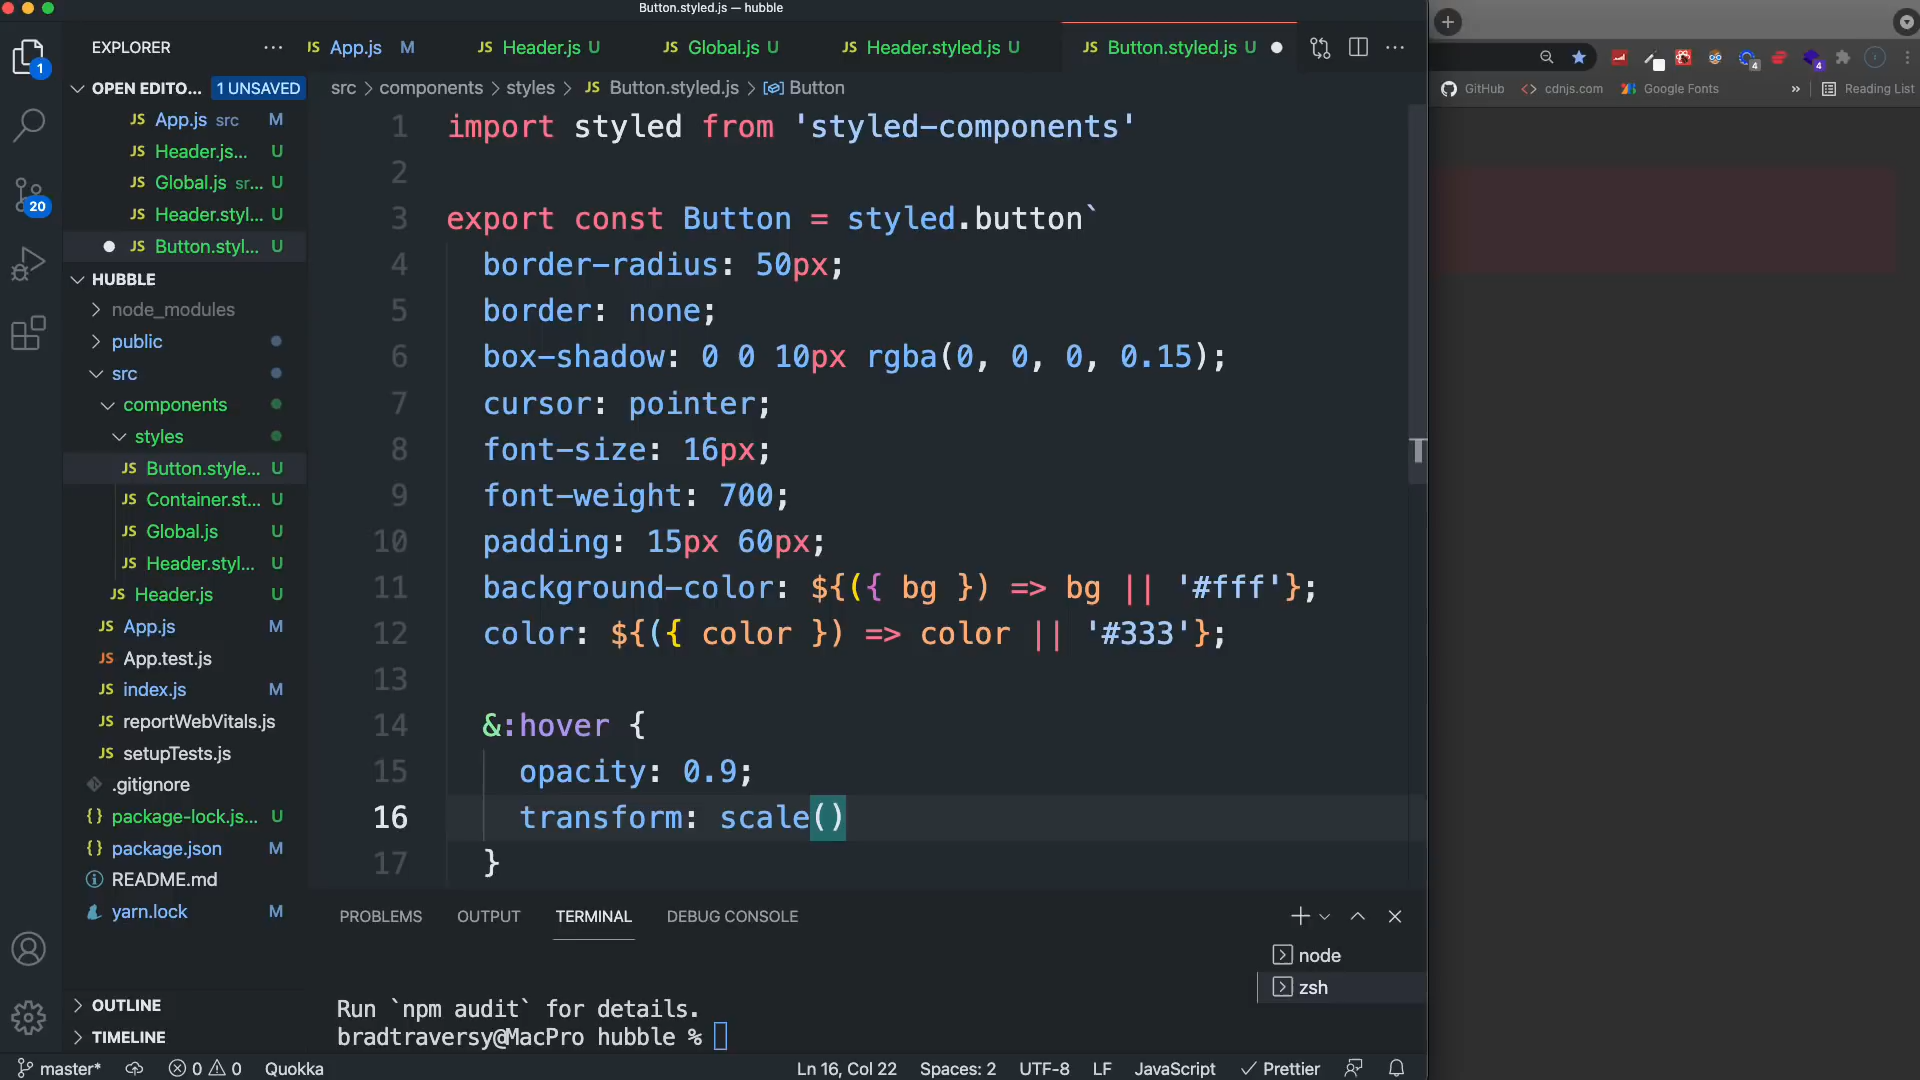 Button.styled.js — hubble
EXPLORER
JS App.js M
JS Header.js U
JS Global.js U
JS Header.styled.js U
JS Button.styled.js U
1
OPEN EDITO... 1 UNSAVED
JS App.js src M
JS Header.js... U
JS Global.js sr... U
JS Header.styl... U
JS Button.styl... U
20
HUBBLE
node_modules
public
src
components
styles
JS Button.style... U
JS Container.st... U
JS Global.js U
JS Header.styl... U
JS Header.js U
JS App.js M
JS App.test.js
JS index.js M
JS reportWebVitals.js
JS setupTests.js
.gitignore
{} package-lock.js... U
{} package.json M
README.md
yarn.lock M
OUTLINE
TIMELINE
src > components > styles > JS Button.styled.js > Button
1 import styled from 'styled-components'
2
3 export const Button = styled.button`
4 border-radius: 50px;
5 border: none;
6 box-shadow: 0 0 10px rgba(0, 0, 0, 0.15);
7 cursor: pointer;
8 font-size: 16px;
9 font-weight: 700;
10 padding: 15px 60px;
11 background-color: ${({ bg }) => bg || '#fff'};
12 color: ${({ color }) => color || '#333'};
13
14 &:hover {
15 opacity: 0.9;
16 transform: scale()
17 }
PROBLEMS OUTPUT TERMINAL DEBUG CONSOLE
node
zsh
Run `npm audit` for details.
bradtraversy@MacPro hubble %
master* 0 0 Quokka Ln 16, Col 22 Spaces: 2 UTF-8 LF JavaScript Prettier
4 4
GitHub cdnjs.com Google Fonts » Reading List